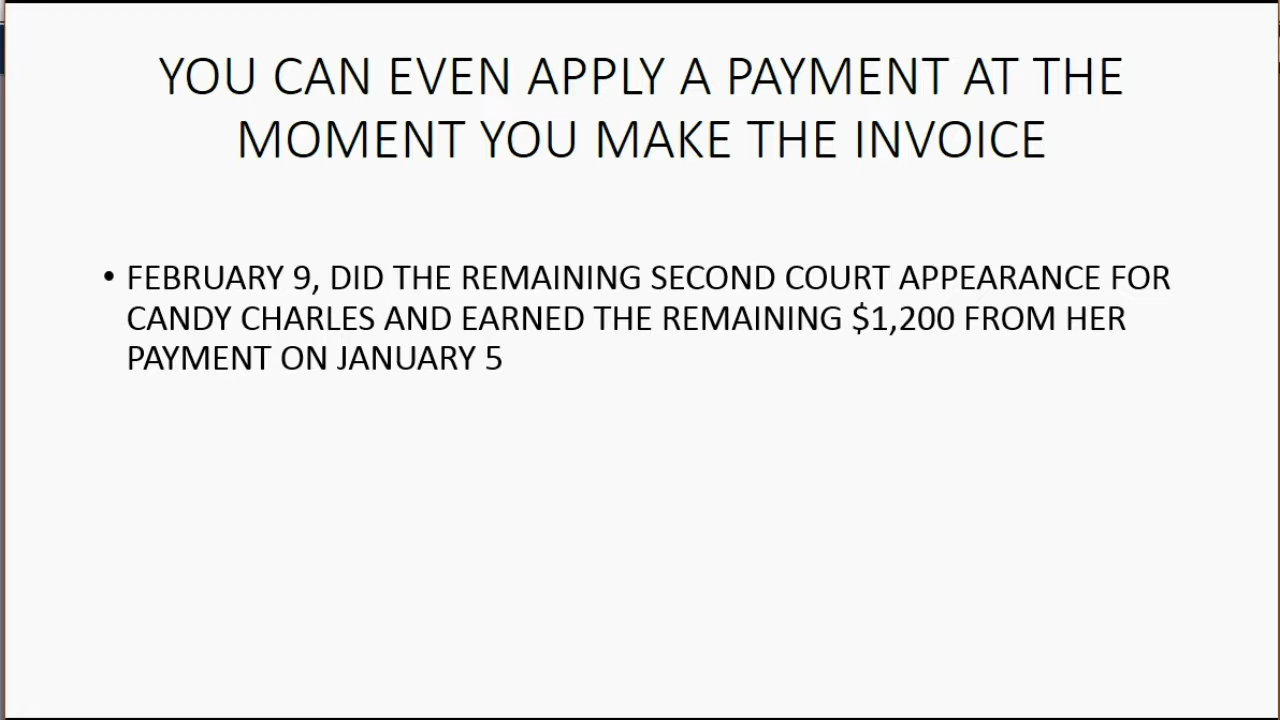 YOU CAN EVEN APPLY A PAYMENT AT THE
MOMENT YOU MAKE THE INVOICE
• FEBRUARY 9, DID THE REMAINING SECOND COURT APPEARANCE FOR
CANDY CHARLES AND EARNED THE REMAINING $1,200 FROM HER
PAYMENT ON JANUARY 5